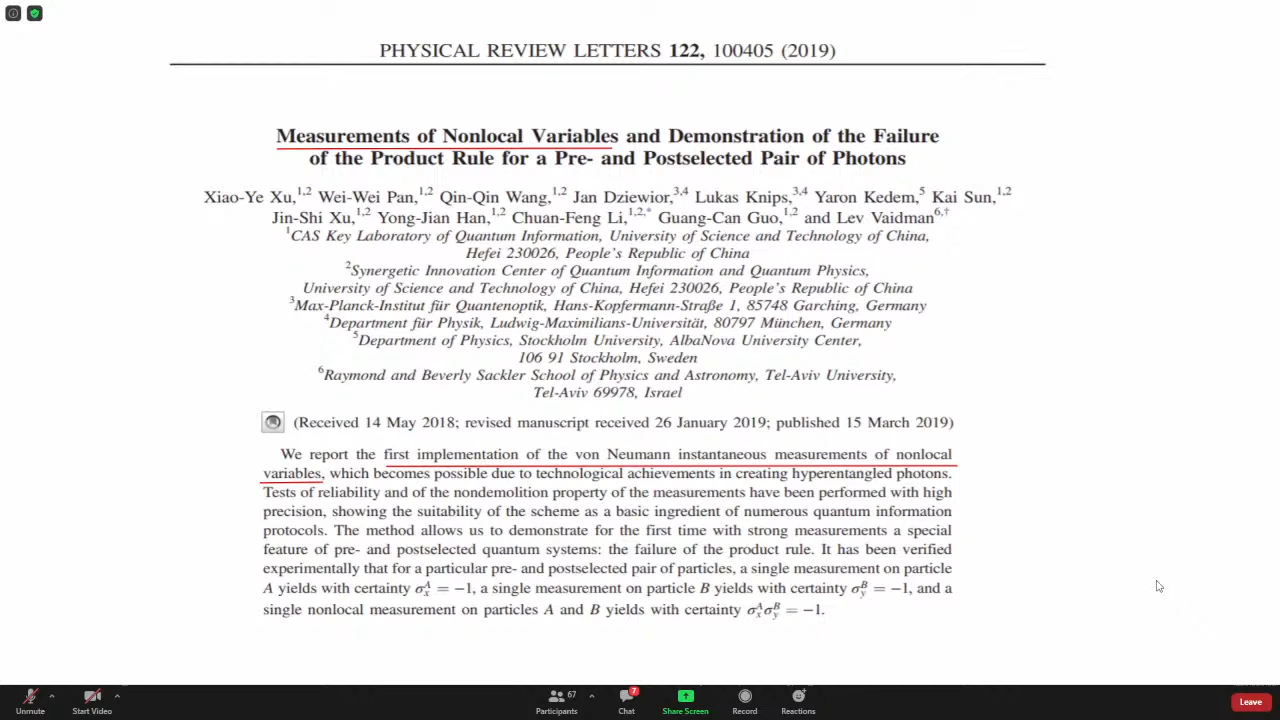 PHYSICAL REVIEW LETTERS 122, 100405 (2019)
Measurements of Nonlocal Variables and Demonstration of the Failure
of the Product Rule for a Pre- and Postselected Pair of Photons
Xiao-Ye Xu,1,2 Wei-Wei Pan,1,2 Qin-Qin Wang,1,2 Jan Dziewior,3,4 Lukas Knips,3,4 Yaron Kedem,5 Kai Sun,1,2
Jin-Shi Xu,1,2 Yong-Jian Han,1,2 Chuan-Feng Li,1,2,* Guang-Can Guo,1,2 and Lev Vaidman6,†
1CAS Key Laboratory of Quantum Information, University of Science and Technology of China,
Hefei 230026, People's Republic of China
2Synergetic Innovation Center of Quantum Information and Quantum Physics,
University of Science and Technology of China, Hefei 230026, People's Republic of China
3Max-Planck-Institut für Quantenoptik, Hans-Kopfermann-Straße 1, 85748 Garching, Germany
4Department für Physik, Ludwig-Maximilians-Universität, 80797 München, Germany
5Department of Physics, Stockholm University, AlbaNova University Center,
106 91 Stockholm, Sweden
6Raymond and Beverly Sackler School of Physics and Astronomy, Tel-Aviv University,
Tel-Aviv 69978, Israel
(Received 14 May 2018; revised manuscript received 26 January 2019; published 15 March 2019)
We report the first implementation of the von Neumann instantaneous measurements of nonlocal
variables, which becomes possible due to technological achievements in creating hyperentangled photons.
Tests of reliability and of the nondemolition property of the measurements have been performed with high
precision, showing the suitability of the scheme as a basic ingredient of numerous quantum information
protocols. The method allows us to demonstrate for the first time with strong measurements a special
feature of pre- and postselected quantum systems: the failure of the product rule. It has been verified
experimentally that for a particular pre- and postselected pair of particles, a single measurement on particle
A yields with certainty σxA = −1, a single measurement on particle B yields with certainty σyB = −1, and a
single nonlocal measurement on particles A and B yields with certainty σxAσyB = −1.
67
7
Unmute
Start Video
Participants
Chat
Share Screen
Record
Reactions
Leave